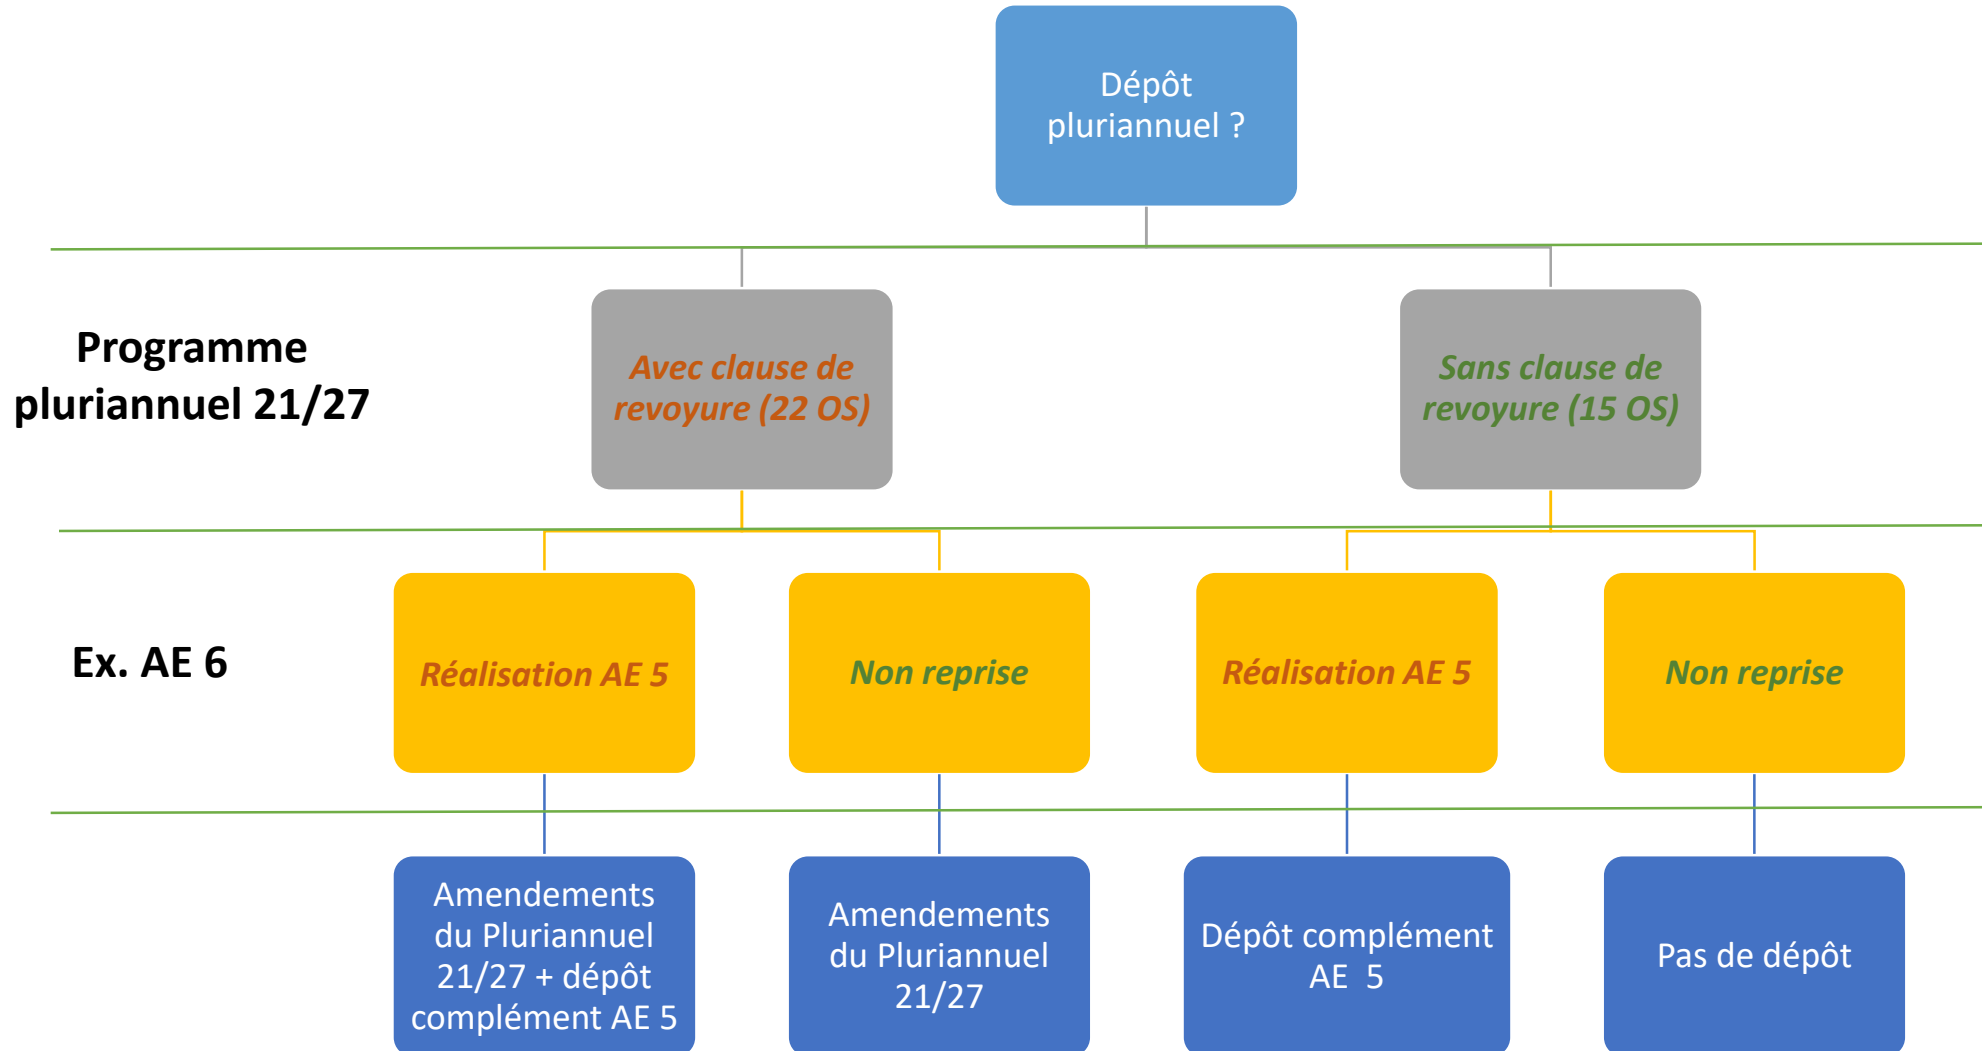 Dépôt
pluriannuel ?
Programme
pluriannuel 21/27
Avec clause de
revoyure (22 OS)
Sans clause de
revoyure (15 OS)
Ex. AE 6
Réalisation AE 5
Non reprise
Réalisation AE 5
Non reprise
Amendements
du Pluriannuel
21/27 + dépôt
complément AE 5
Amendements
du Pluriannuel
21/27
Dépôt complément
AE 5
Pas de dépôt